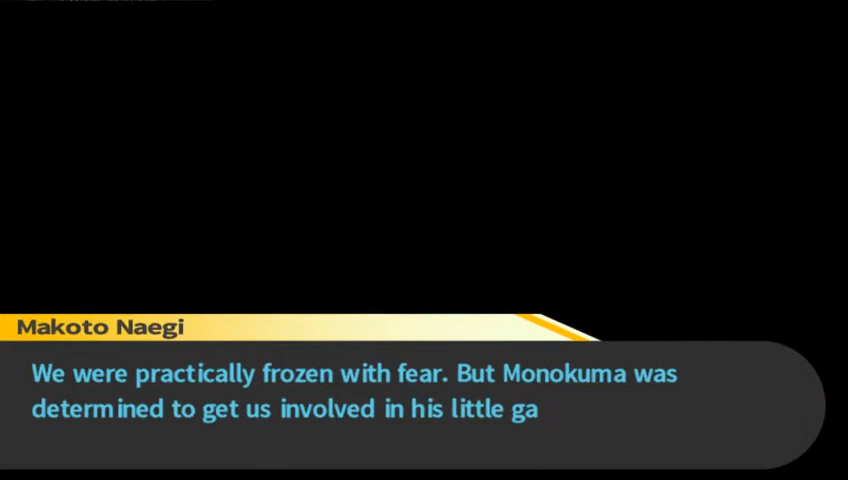 Makoto Naegi
We were practically frozen with fear. But Monokuma was
determined to get us involved in his little ga